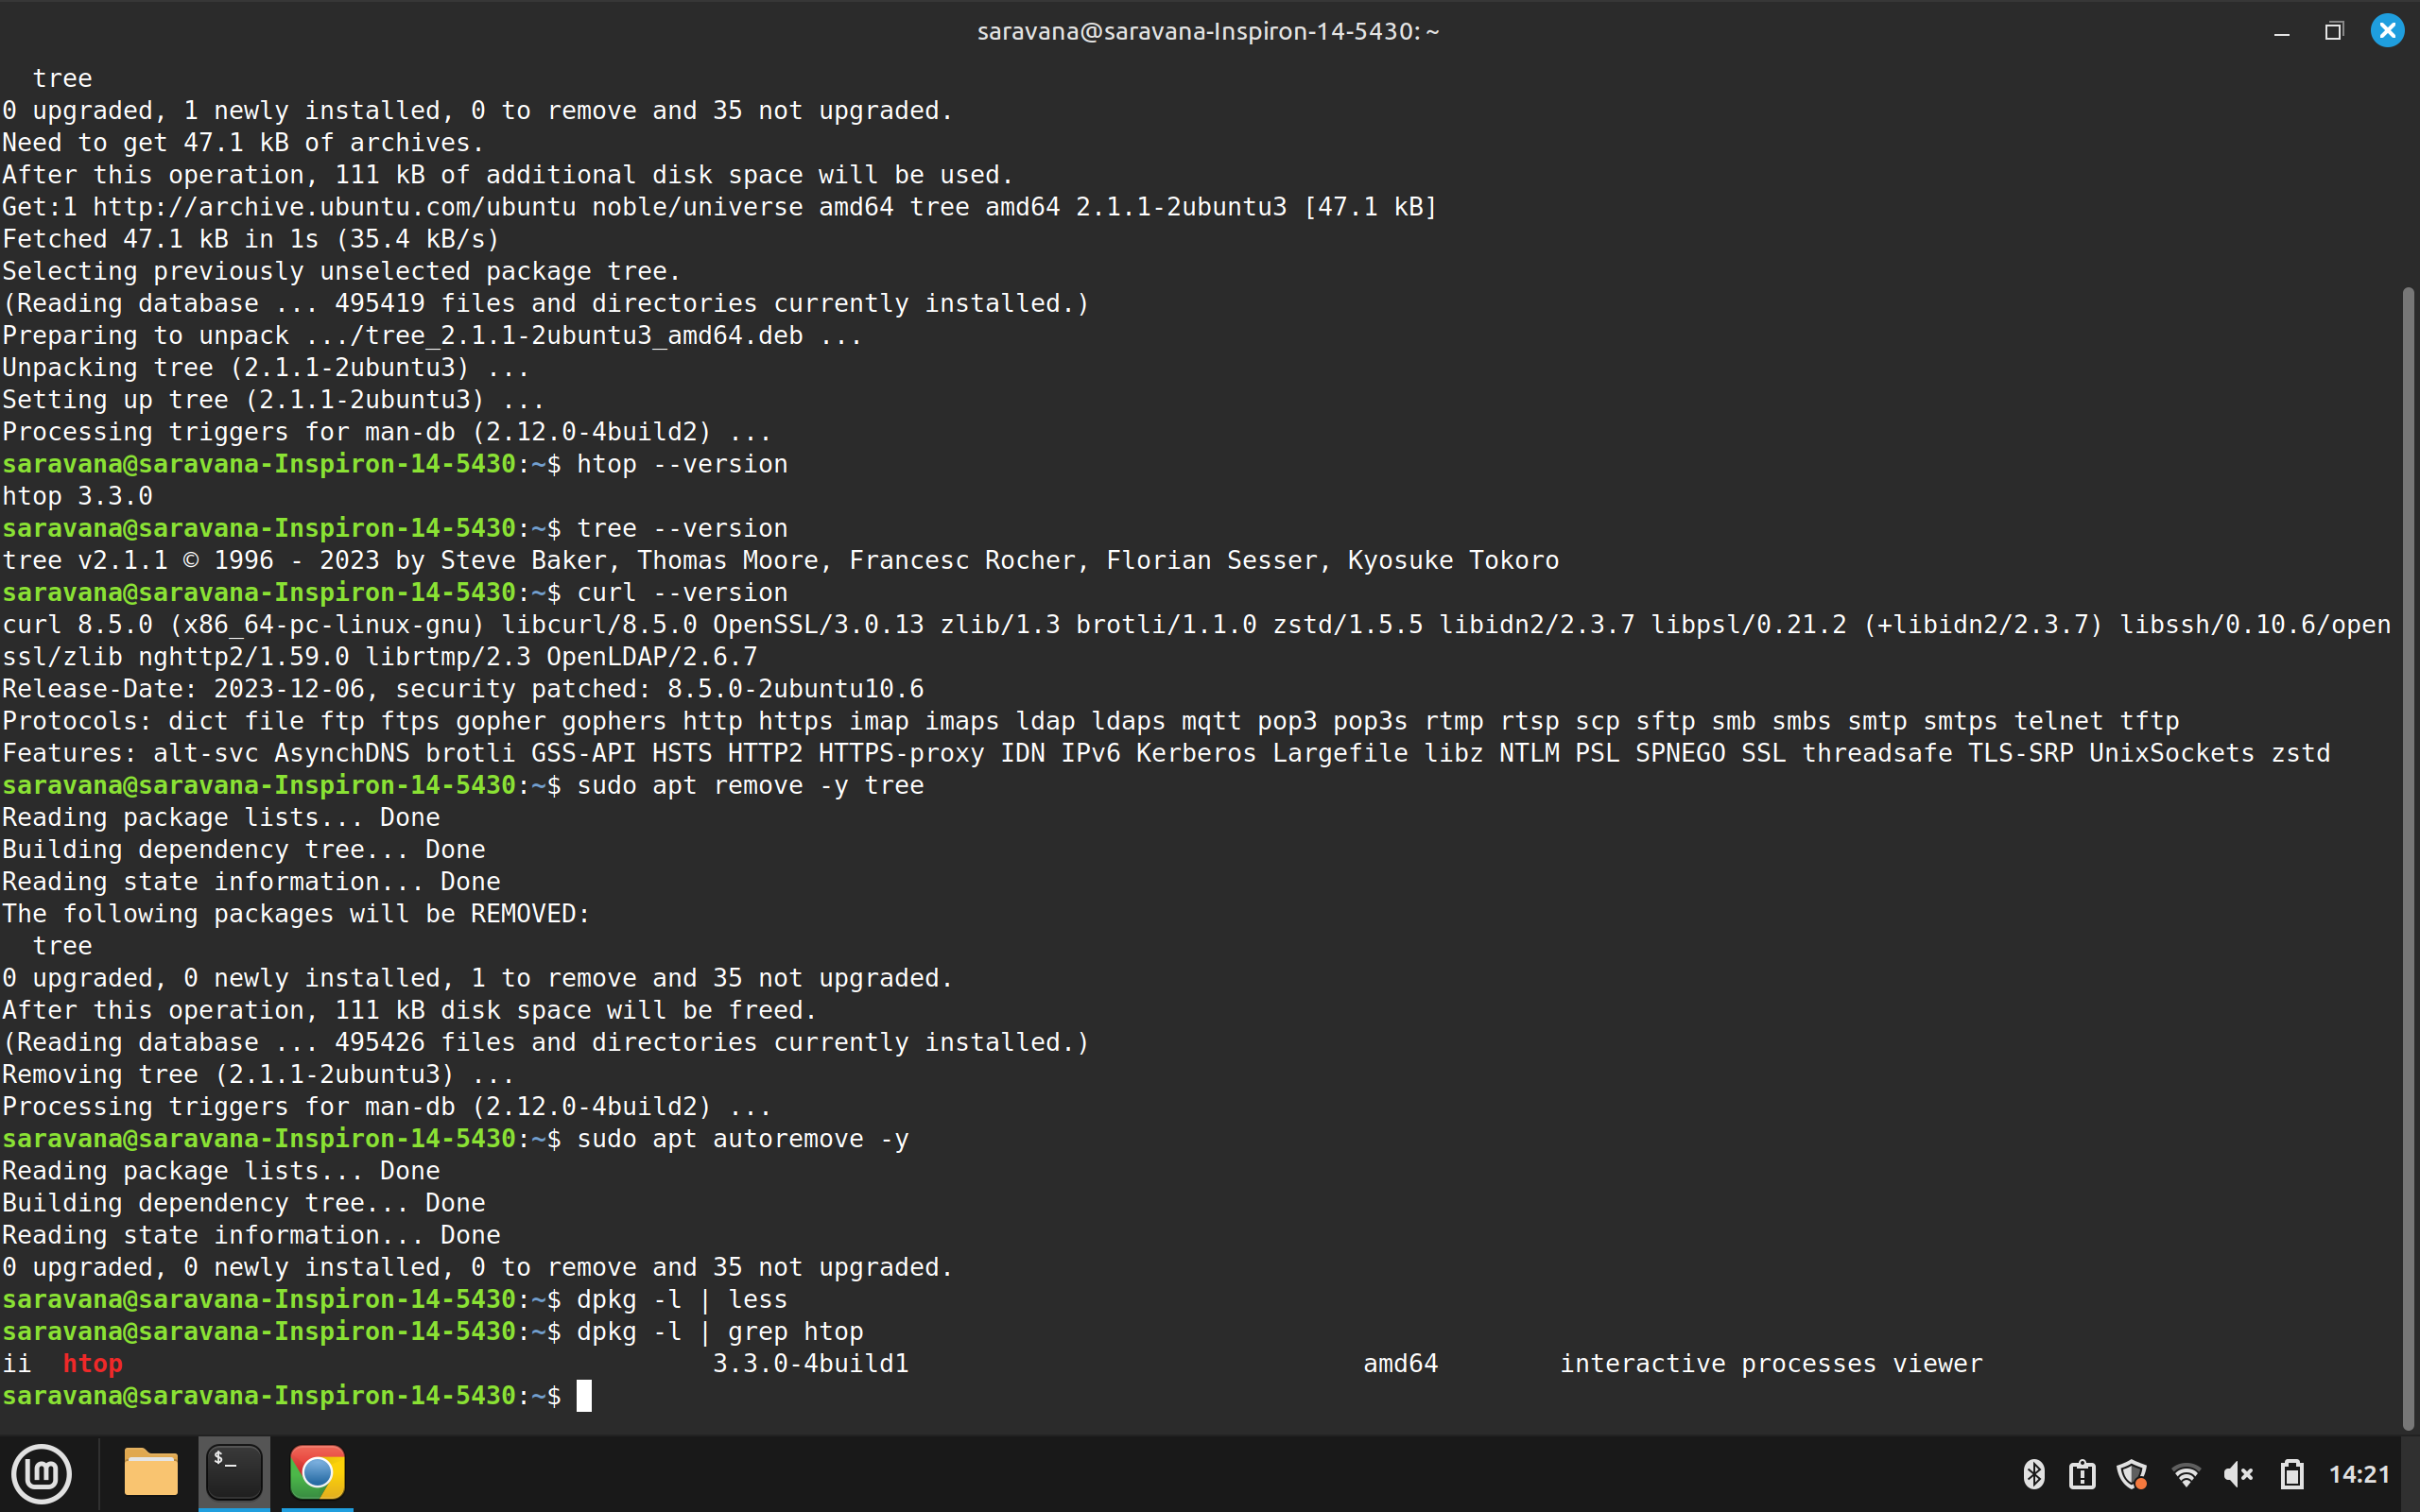 saravana@saravana-Inspiron-14-5430: ~
  tree
0 upgraded, 1 newly installed, 0 to remove and 35 not upgraded.
Need to get 47.1 kB of archives.
After this operation, 111 kB of additional disk space will be used.
Get:1 http://archive.ubuntu.com/ubuntu noble/universe amd64 tree amd64 2.1.1-2ubuntu3 [47.1 kB]
Fetched 47.1 kB in 1s (35.4 kB/s)
Selecting previously unselected package tree.
(Reading database ... 495419 files and directories currently installed.)
Preparing to unpack .../tree_2.1.1-2ubuntu3_amd64.deb ...
Unpacking tree (2.1.1-2ubuntu3) ...
Setting up tree (2.1.1-2ubuntu3) ...
Processing triggers for man-db (2.12.0-4build2) ...
saravana@saravana-Inspiron-14-5430:~$ htop --version
htop 3.3.0
saravana@saravana-Inspiron-14-5430:~$ tree --version
tree v2.1.1 © 1996 - 2023 by Steve Baker, Thomas Moore, Francesc Rocher, Florian Sesser, Kyosuke Tokoro
saravana@saravana-Inspiron-14-5430:~$ curl --version
curl 8.5.0 (x86_64-pc-linux-gnu) libcurl/8.5.0 OpenSSL/3.0.13 zlib/1.3 brotli/1.1.0 zstd/1.5.5 libidn2/2.3.7 libpsl/0.21.2 (+libidn2/2.3.7) libssh/0.10.6/open
ssl/zlib nghttp2/1.59.0 librtmp/2.3 OpenLDAP/2.6.7
Release-Date: 2023-12-06, security patched: 8.5.0-2ubuntu10.6
Protocols: dict file ftp ftps gopher gophers http https imap imaps ldap ldaps mqtt pop3 pop3s rtmp rtsp scp sftp smb smbs smtp smtps telnet tftp
Features: alt-svc AsynchDNS brotli GSS-API HSTS HTTP2 HTTPS-proxy IDN IPv6 Kerberos Largefile libz NTLM PSL SPNEGO SSL threadsafe TLS-SRP UnixSockets zstd
saravana@saravana-Inspiron-14-5430:~$ sudo apt remove -y tree
Reading package lists... Done
Building dependency tree... Done
Reading state information... Done
The following packages will be REMOVED:
  tree
0 upgraded, 0 newly installed, 1 to remove and 35 not upgraded.
After this operation, 111 kB disk space will be freed.
(Reading database ... 495426 files and directories currently installed.)
Removing tree (2.1.1-2ubuntu3) ...
Processing triggers for man-db (2.12.0-4build2) ...
saravana@saravana-Inspiron-14-5430:~$ sudo apt autoremove -y
Reading package lists... Done
Building dependency tree... Done
Reading state information... Done
0 upgraded, 0 newly installed, 0 to remove and 35 not upgraded.
saravana@saravana-Inspiron-14-5430:~$ dpkg -l | less
saravana@saravana-Inspiron-14-5430:~$ dpkg -l | grep htop
ii  htop                                       3.3.0-4build1                              amd64        interactive processes viewer
saravana@saravana-Inspiron-14-5430:~$
14:21